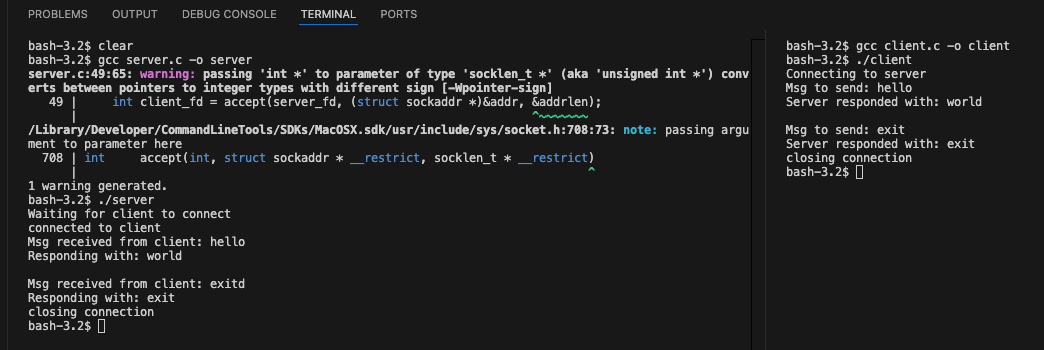 PROBLEMS OUTPUT DEBUG CONSOLE TERMINAL PORTS
bash-3.2$ clear
bash-3.2$ gcc server.c -o server
server.c:49:65: warning: passing 'int *' to parameter of type 'socklen_t *' (aka 'unsigned int *') conv
erts between pointers to integer types with different sign [-Wpointer-sign]
49 | int client_fd = accept(server_fd, (struct sockaddr *)&addr, &addrlen);
| ^~~~~~~~
/Library/Developer/CommandLineTools/SDKs/MacOSX.sdk/usr/include/sys/socket.h:708:73: note: passing argu
ment to parameter here
708 | int accept(int, struct sockaddr * __restrict, socklen_t * __restrict)
| ^
1 warning generated.
bash-3.2$ ./server
Waiting for client to connect
connected to client
Msg received from client: hello
Responding with: world
Msg received from client: exitd
Responding with: exit
closing connection
bash-3.2$
bash-3.2$ gcc client.c -o client
bash-3.2$ ./client
Connecting to server
Msg to send: hello
Server responded with: world
Msg to send: exit
Server responded with: exit
closing connection
bash-3.2$